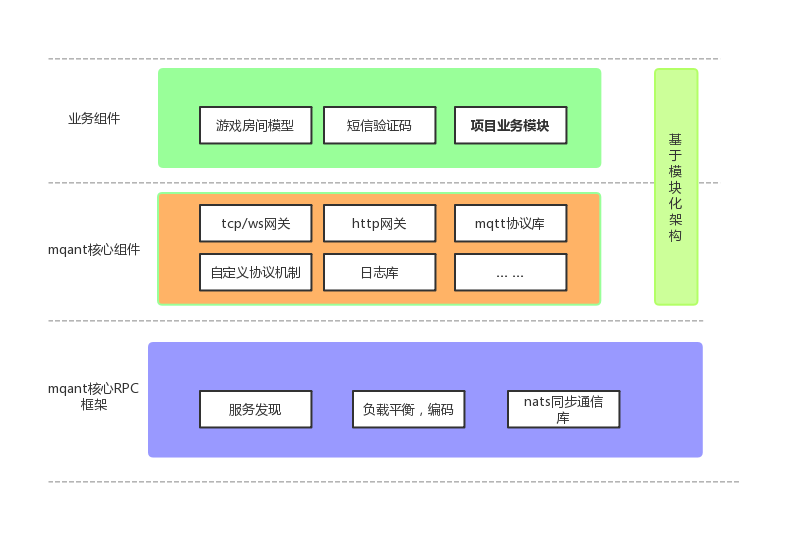 业务组件
游戏房间模型
短信验证码
项目业务模块
基
于
模
块
化
架
构
mqant核心组件
tcp/ws网关
http网关
mqtt协议库
自定义协议机制
日志库
... ...
mqant核心RPC
框架
服务发现
负载平衡，编码
nats同步通信
库